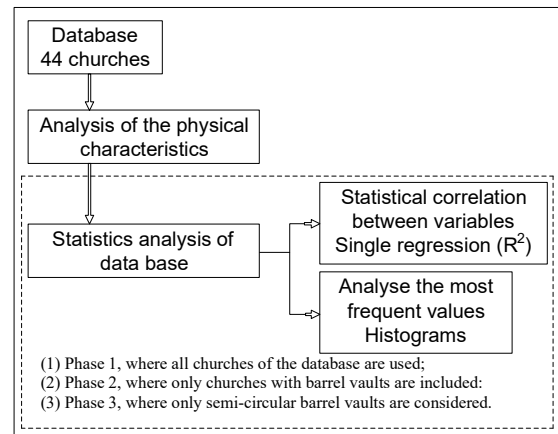 Database
44 churches
Analysis of the physical
characteristics
Statistics analysis of
data base
Statistical correlation
between variables
Single regression (R²)
Analyse the most
frequent values
Histograms
(1) Phase 1, where all churches of the database are used;
(2) Phase 2, where only churches with barrel vaults are included:
(3) Phase 3, where only semi-circular barrel vaults are considered.